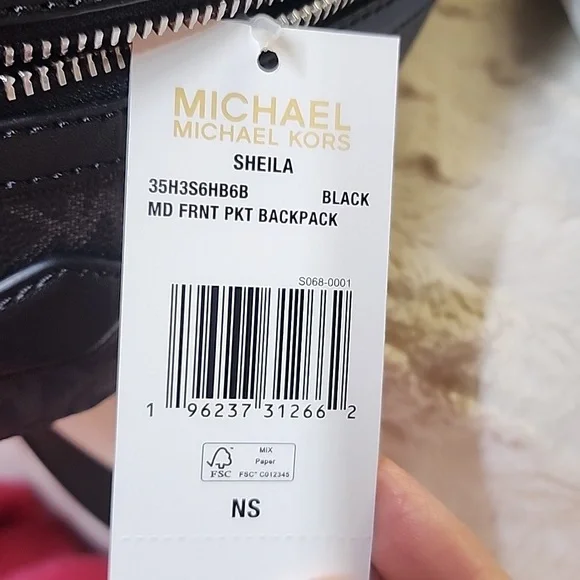 MICHAEL
MICHAEL KORS
SHEILA
35H3S6HB6B BLACK
MD FRNT PKT BACKPACK
S068-0001
1 96237 31266 2
MIX
Paper
FSC FSC™ C012345
NS